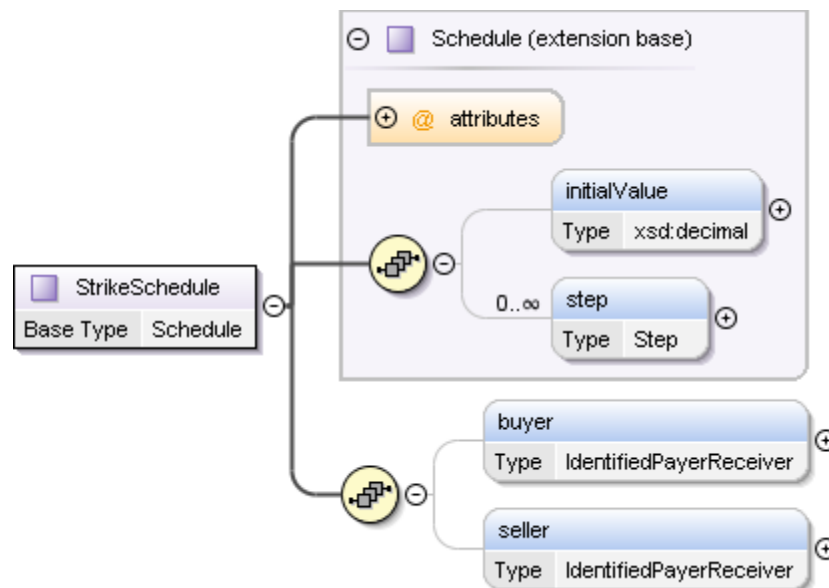 Schedule (extension base)
@ attributes
initialValue
Type xsd:decimal
0..∞
step
Type Step
StrikeSchedule
Base Type Schedule
buyer
Type IdentifiedPayerReceiver
seller
Type IdentifiedPayerReceiver